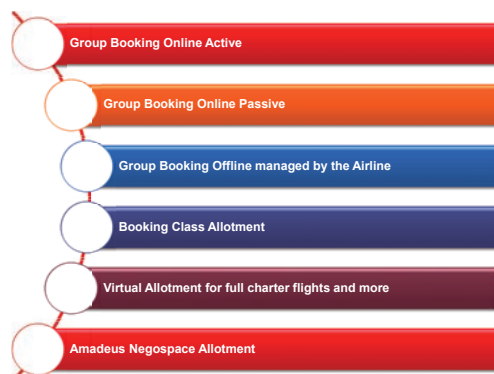 Group Booking Online Active
Group Booking Online Passive
Group Booking Offline managed by the Airline
Booking Class Allotment
Virtual Allotment for full charter flights and more
Amadeus Negospace Allotment